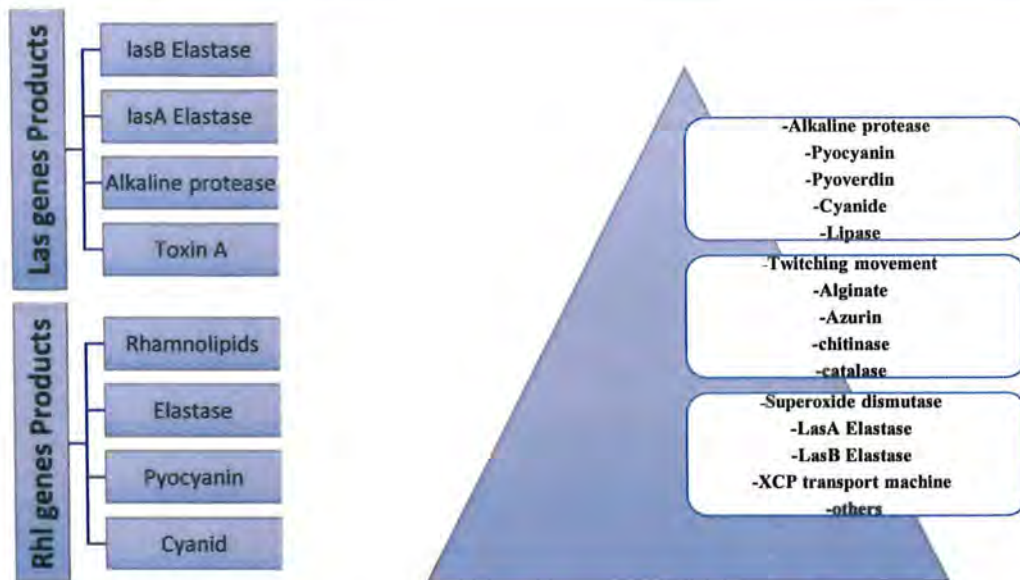 Las genes Products
lasB Elastase
lasA Elastase
Alkaline protease
Toxin A
Rhl genes Products
Rhamnolipids
Elastase
Pyocyanin
Cyanid
-Alkaline protease
-Pyocyanin
-Pyoverdin
-Cyanide
-Lipase
-Twitching movement
-Alginate
-Azurin
-chitinase
-catalase
-Superoxide dismutase
-LasA Elastase
-LasB Elastase
-XCP transport machine
-others